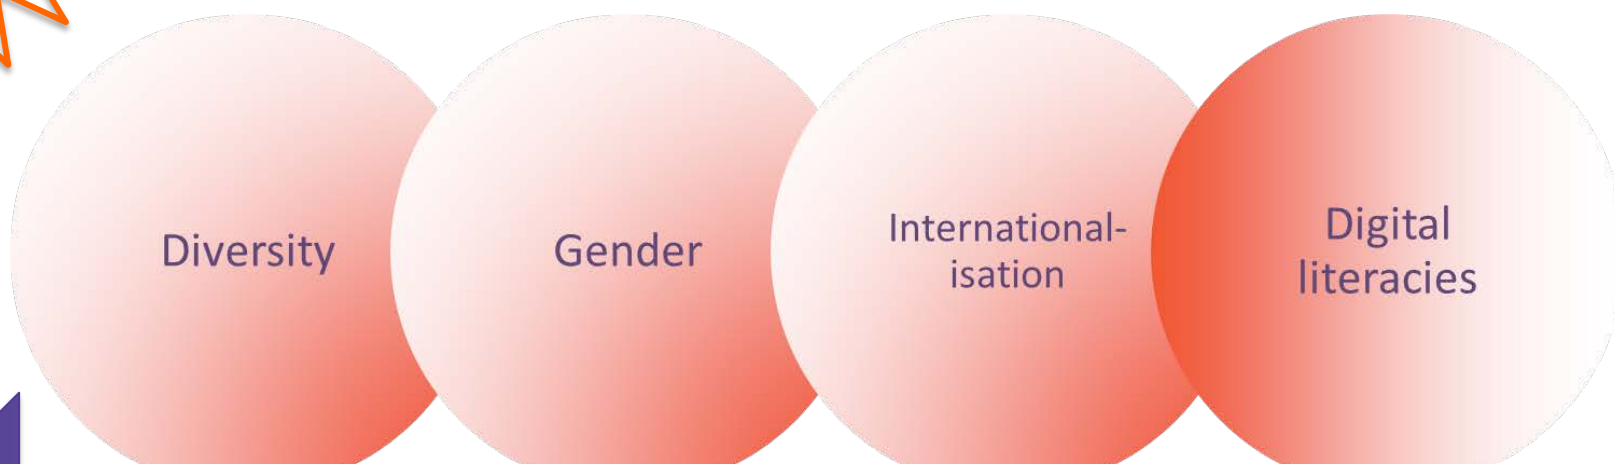 Diversity
Gender
International-
isation
Digital
literacies